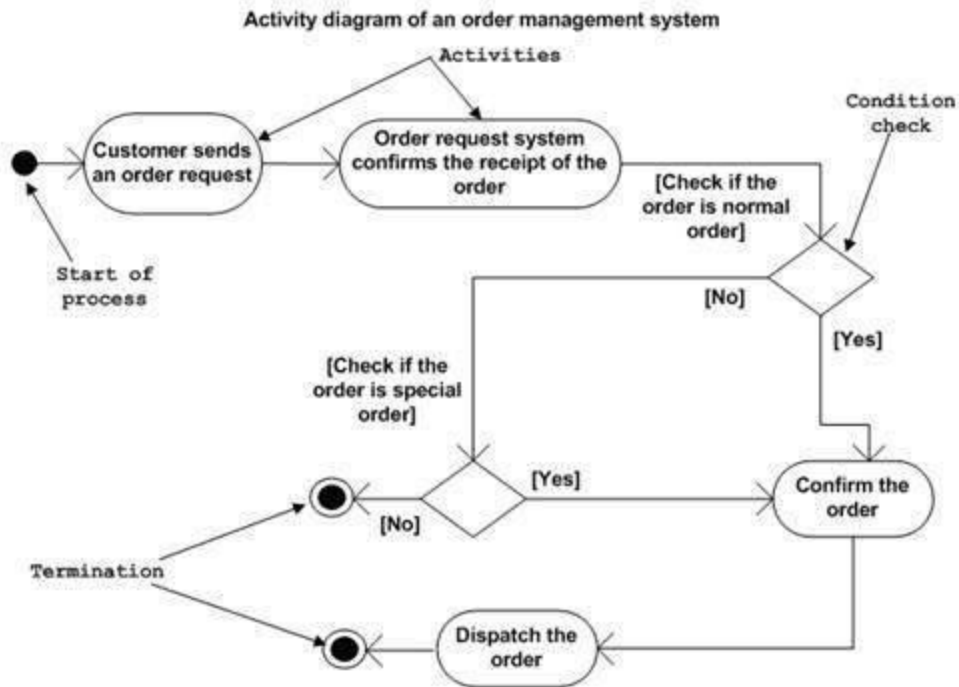 Activity diagram of an order management system
Activities
Condition
check
Customer sends
an order request
Order request system
confirms the receipt of the
order
[Check if the
order is normal
order]
Start of
process
[No]
[Yes]
[Check if the
order is special
order]
[Yes]
[No]
Confirm the
order
Termination
Dispatch the
order